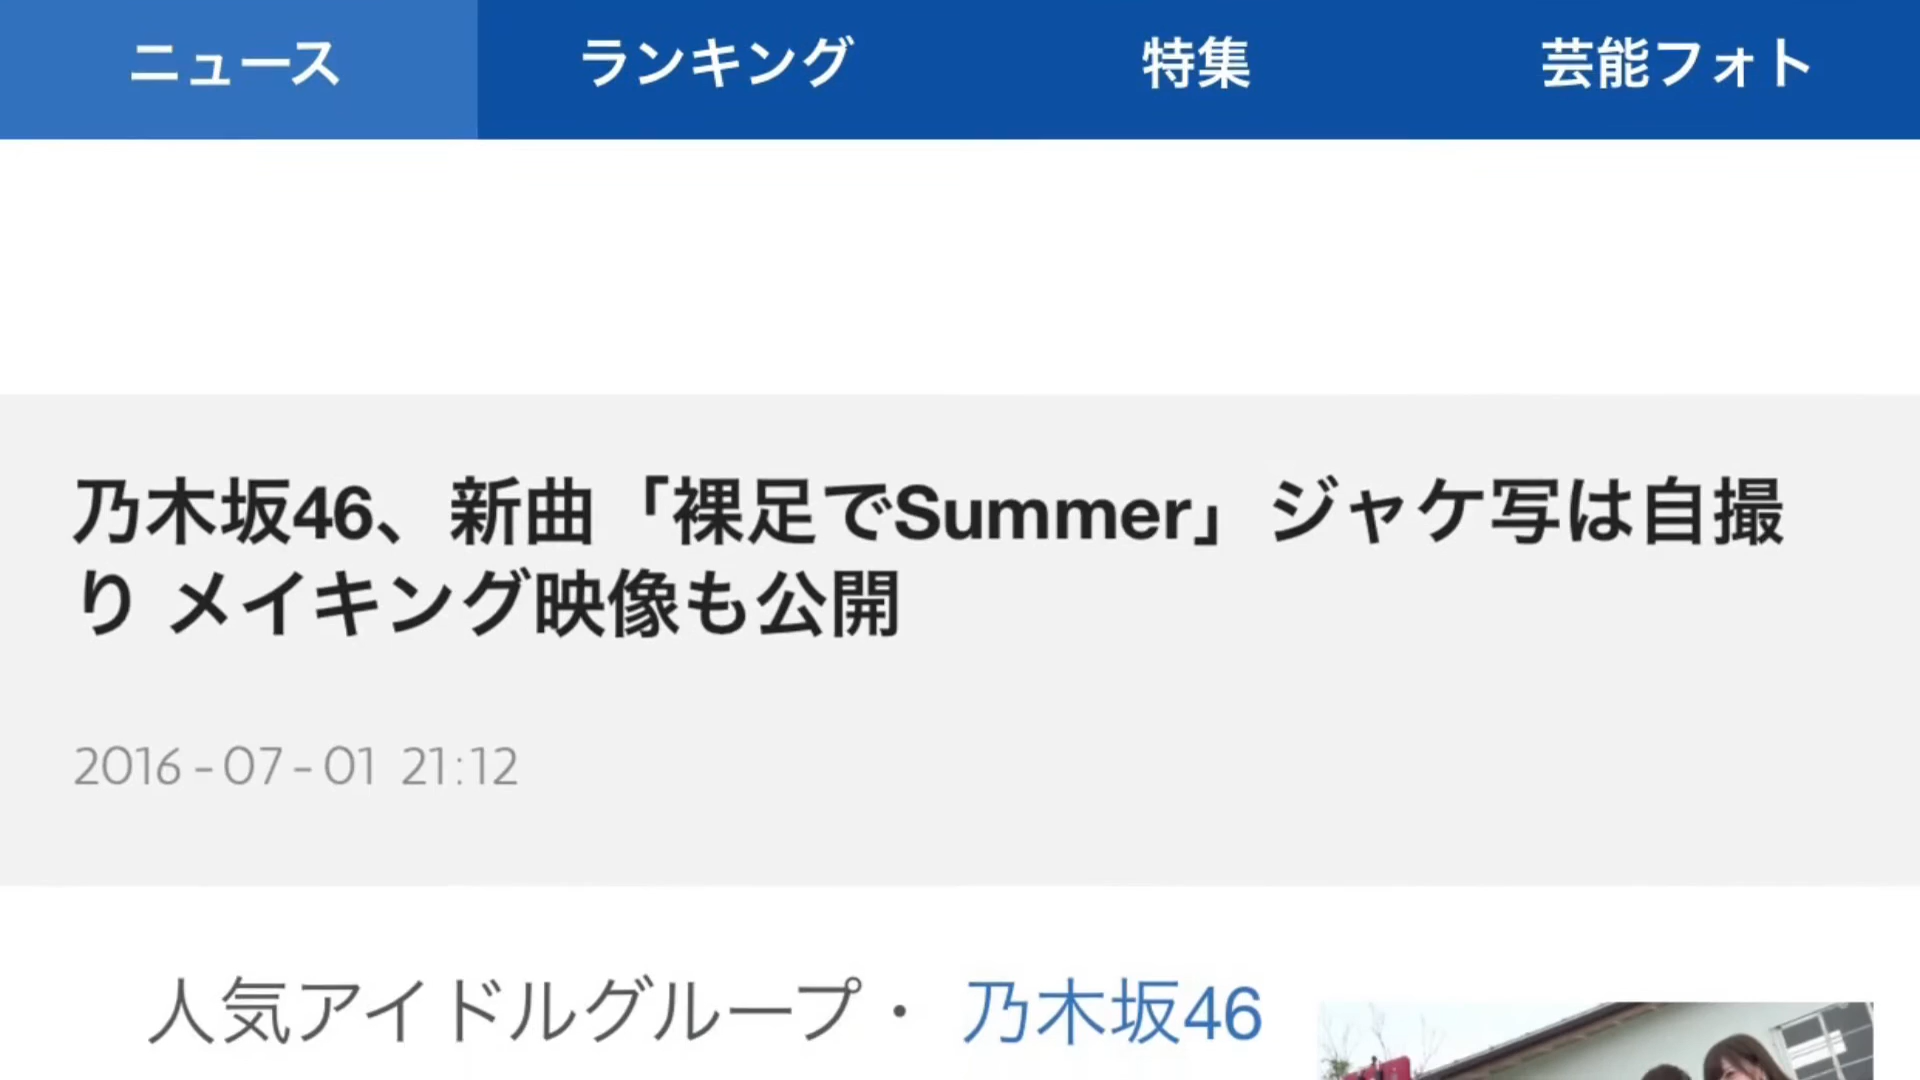 ニュース ランキング 特集 芸能フォト
乃木坂46、新曲「裸足でSummer」ジャケ写は自撮
り メイキング映像も公開
2016-07-01 21:12
人気アイドルグループ・ 乃木坂46